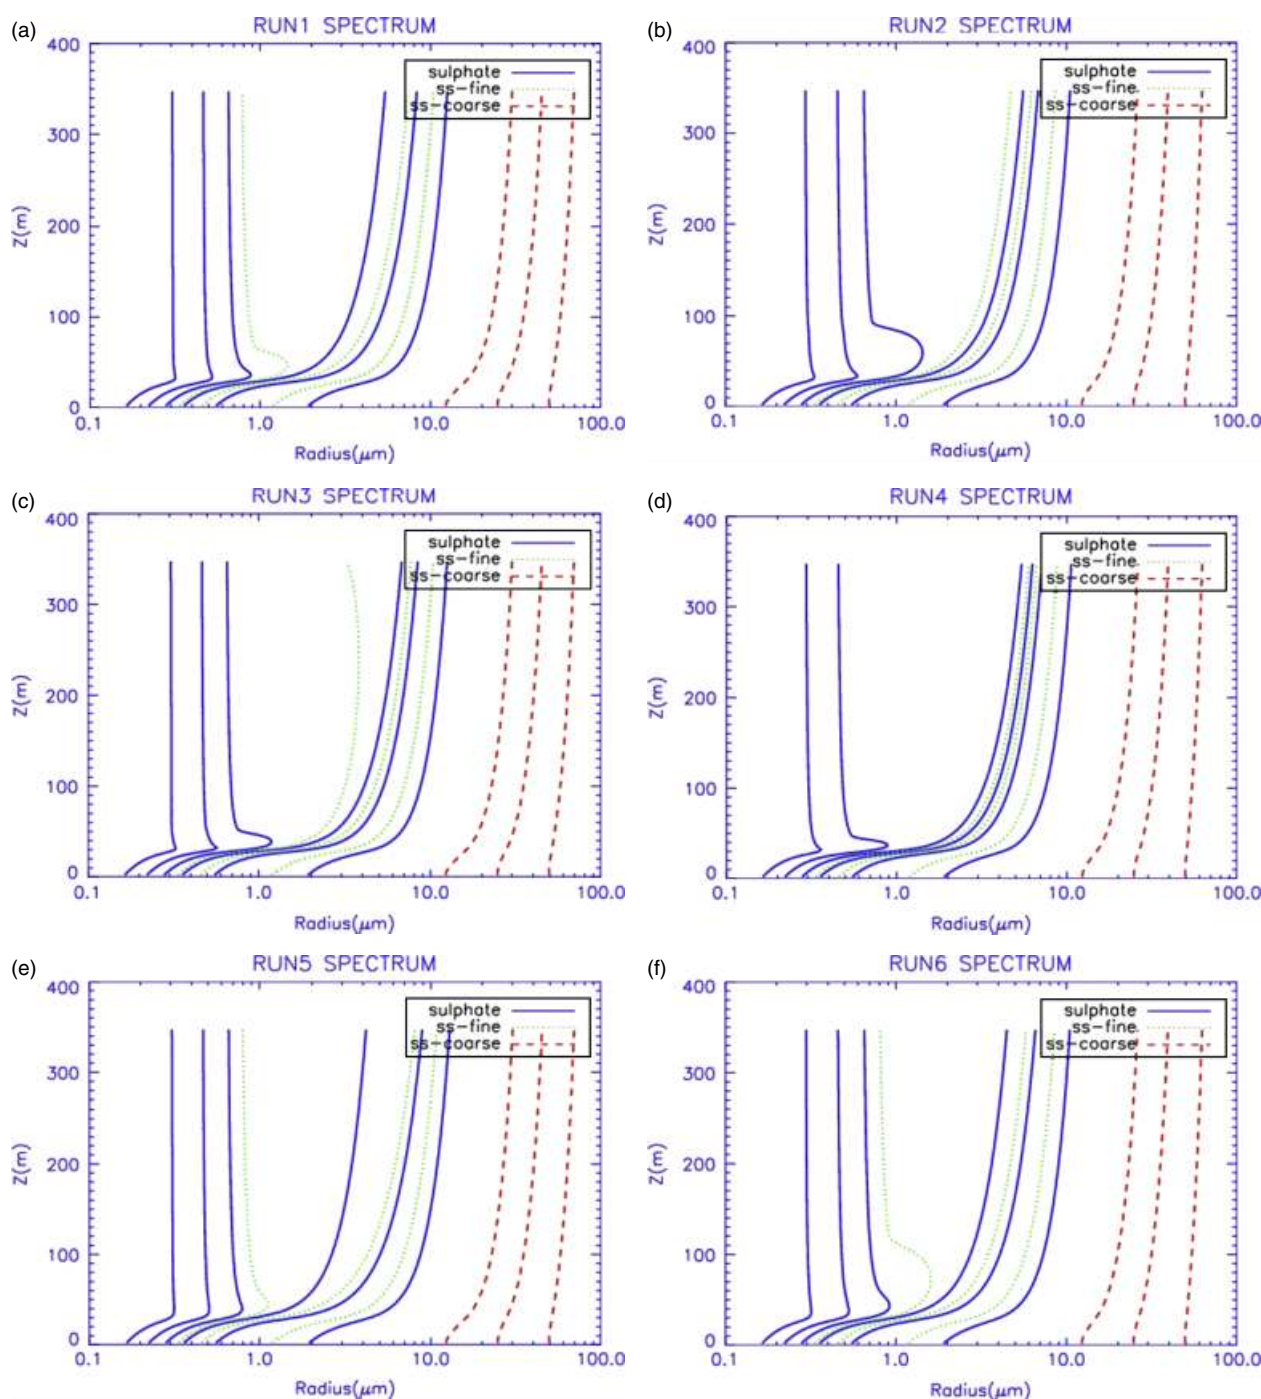 (a) RUN1 SPECTRUM
400
sulphate
ss-fine
ss-coarse
300
Z(m)
200
100
0
0.1 1.0 10.0 100.0
Radius(μm)
(b) RUN2 SPECTRUM
400
sulphate
ss-fine
ss-coarse
300
Z(m)
200
100
0
0.1 1.0 10.0 100.0
Radius(μm)
(c) RUN3 SPECTRUM
400
sulphate
ss-fine
ss-coarse
300
Z(m)
200
100
0
0.1 1.0 10.0 100.0
Radius(μm)
(d) RUN4 SPECTRUM
400
sulphate
ss-fine
ss-coarse
300
Z(m)
200
100
0
0.1 1.0 10.0 100.0
Radius(μm)
(e) RUN5 SPECTRUM
400
sulphate
ss-fine
ss-coarse
300
Z(m)
200
100
0
0.1 1.0 10.0 100.0
Radius(μm)
(f) RUN6 SPECTRUM
400
sulphate
ss-fine
ss-coarse
300
Z(m)
200
100
0
0.1 1.0 10.0 100.0
Radius(μm)